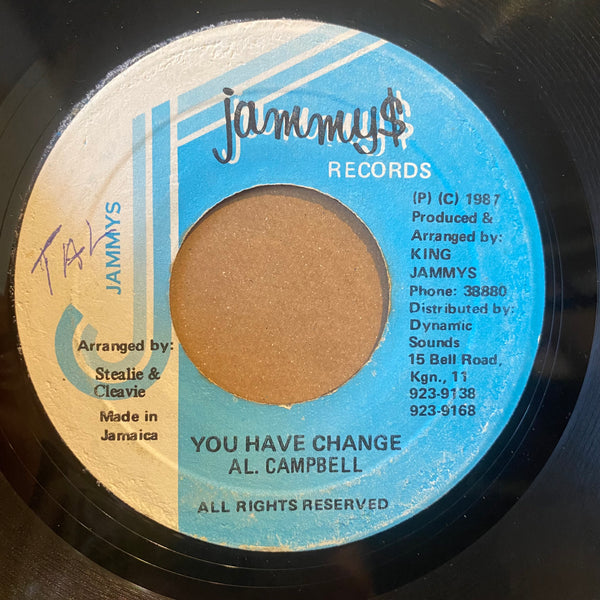 jammy$
RECORDS
(P) (C) 1987
Produced &
Arranged by:
KING
JAMMYS
Phone: 38880
Distributed by:
Dynamic
Sounds
15 Bell Road,
Kgn., 11
923-9138
923-9168
JAMMYS
Arranged by:
Stealie &
Cleavie
Made in
Jamaica
YOU HAVE CHANGE
AL. CAMPBELL
ALL RIGHTS RESERVED